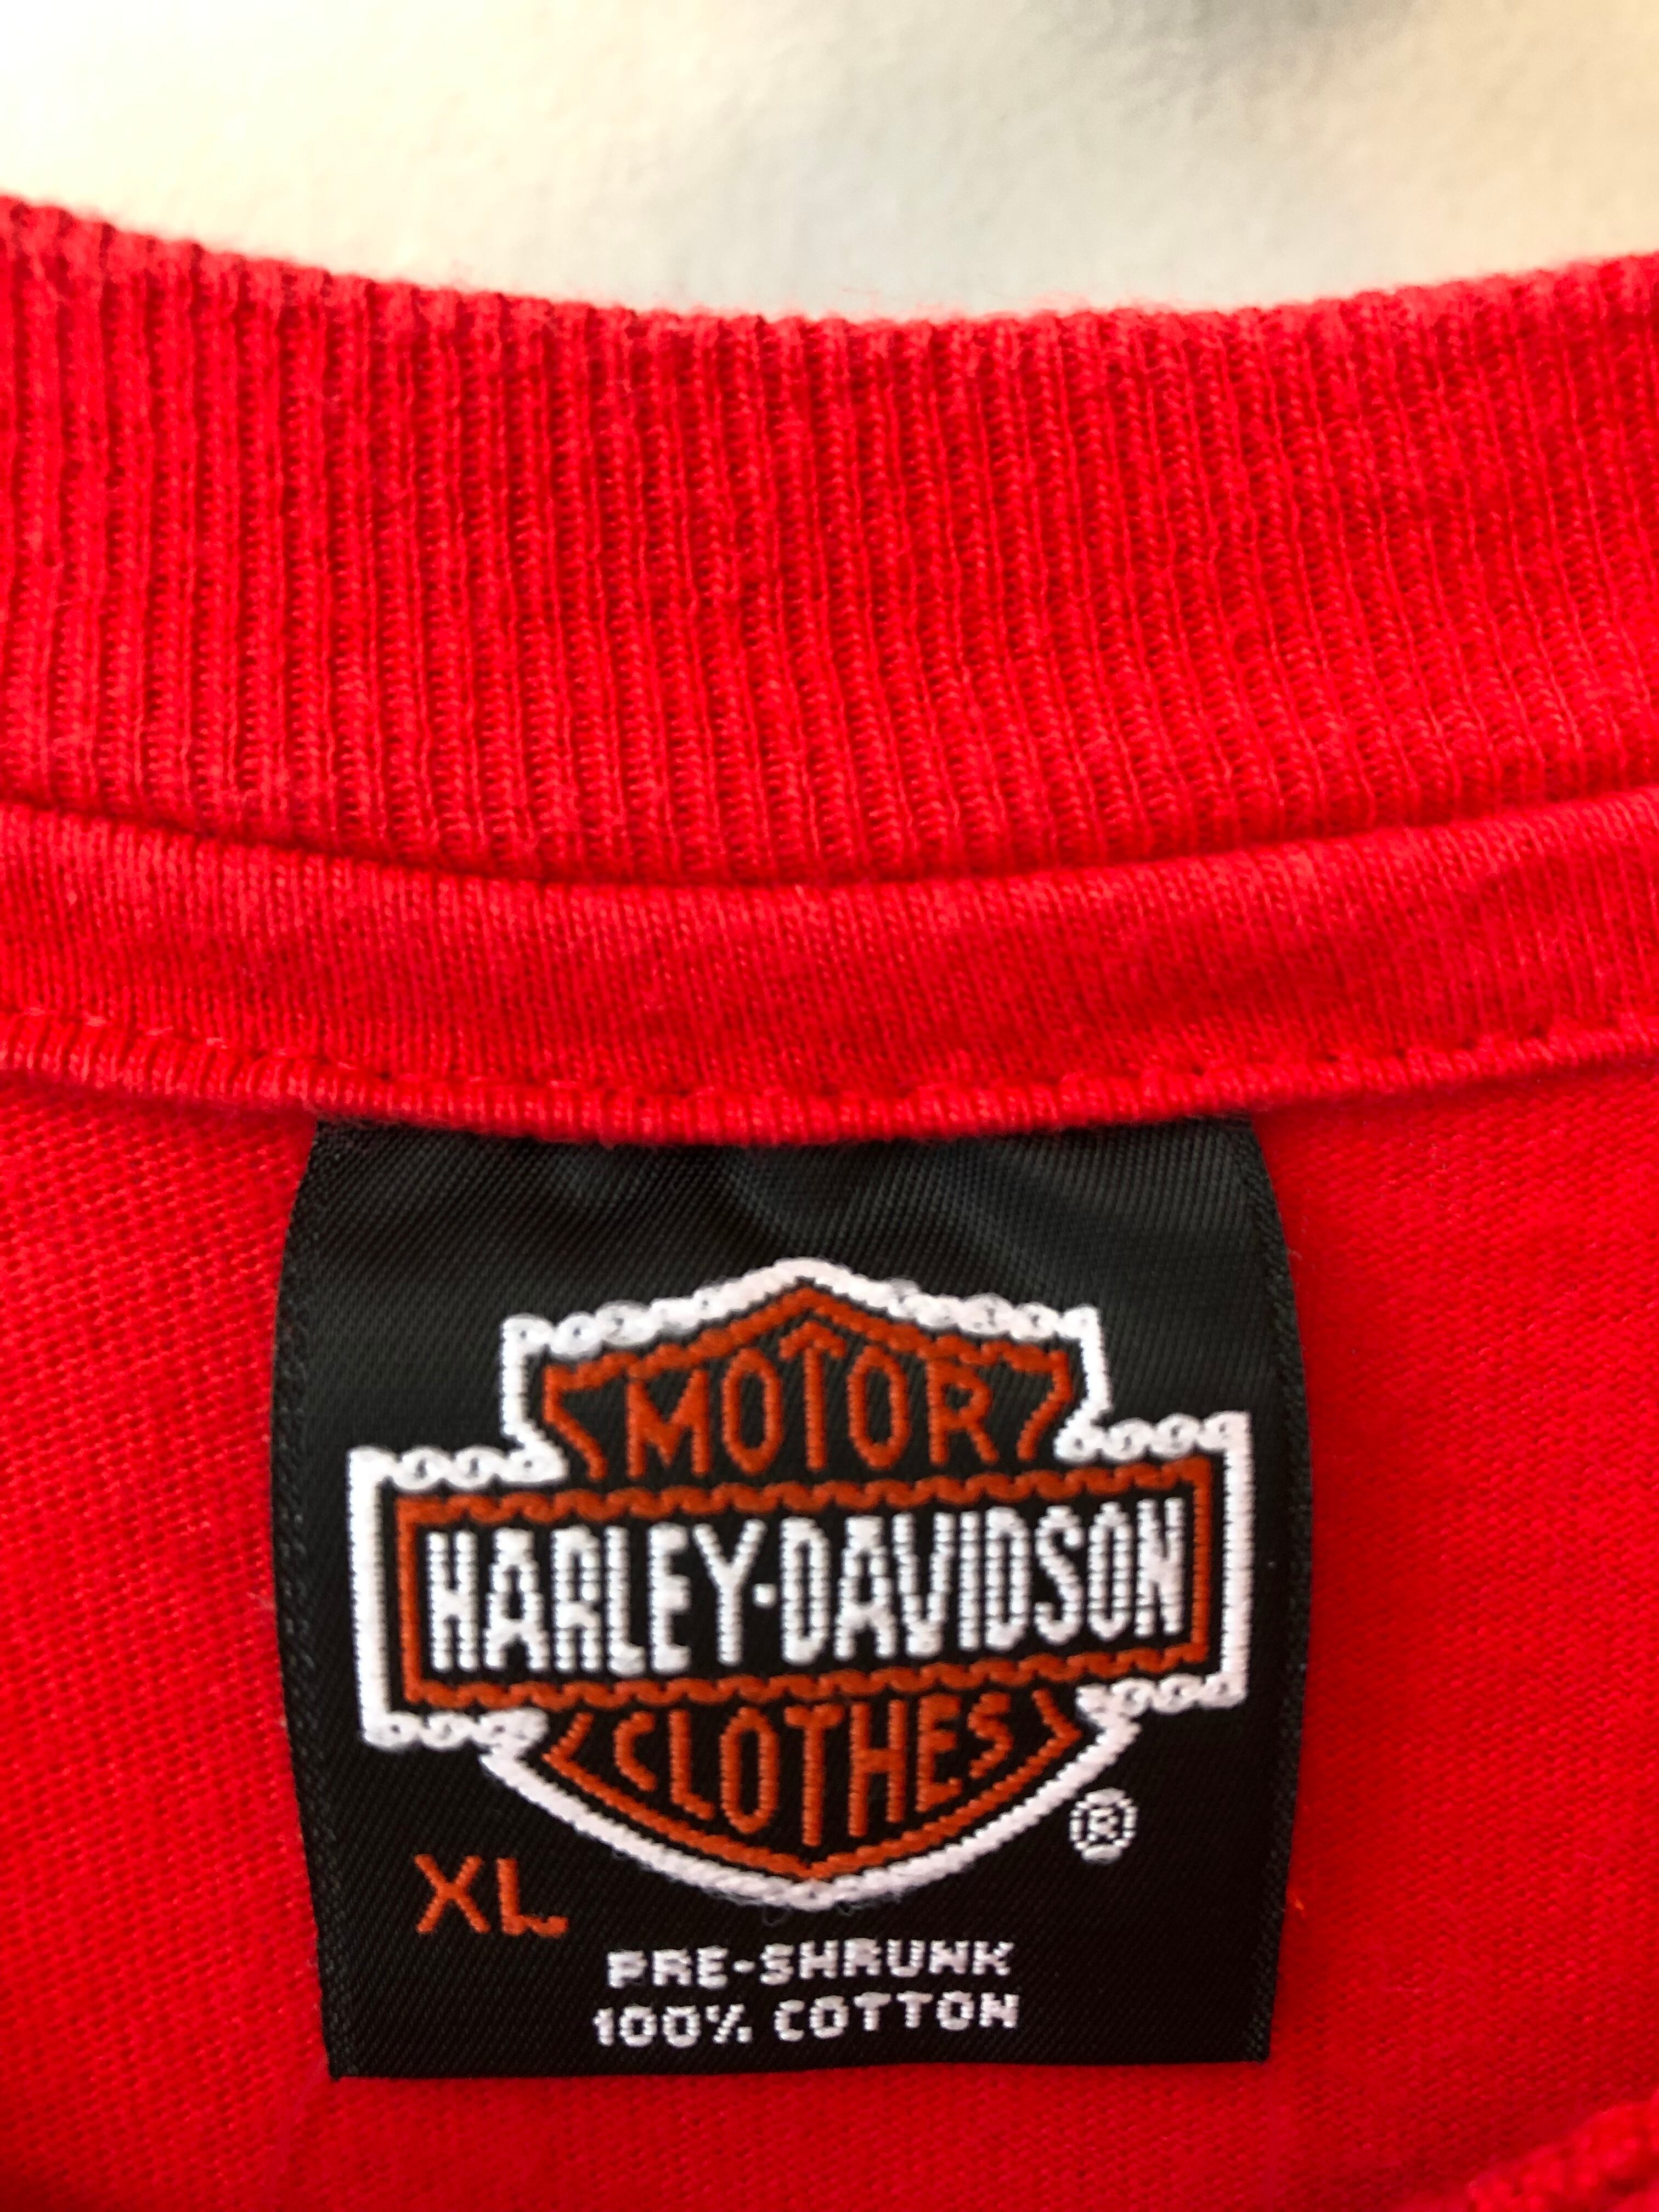 MOTOR
HARLEY-DAVIDSON
CLOTHES
®
XL
PRE-SHRUNK
100% COTTON